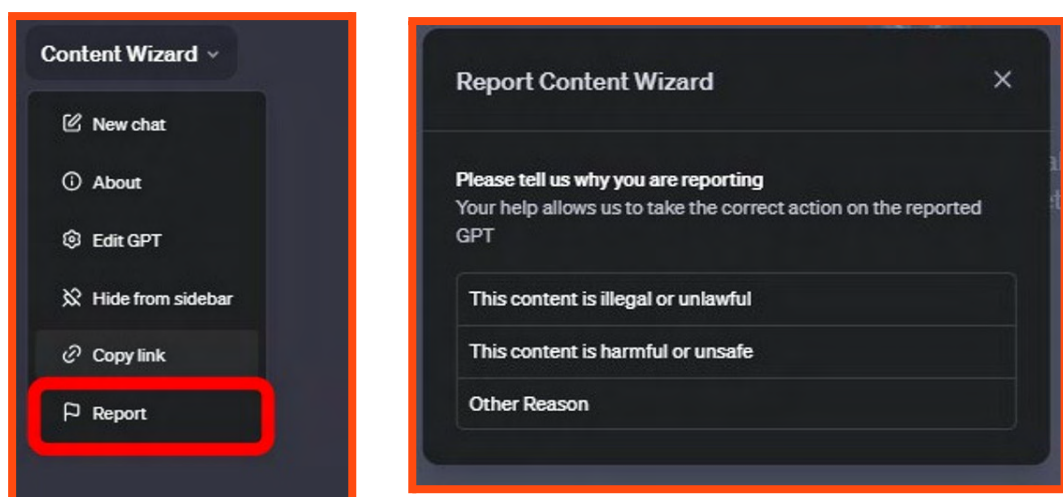 Content Wizard
New chat
About
Edit GPT
Hide from sidebar
Copy link
Report
Report Content Wizard
Please tell us why you are reporting
Your help allows us to take the correct action on the reported
GPT
This content is illegal or unlawful
This content is harmful or unsafe
Other Reason